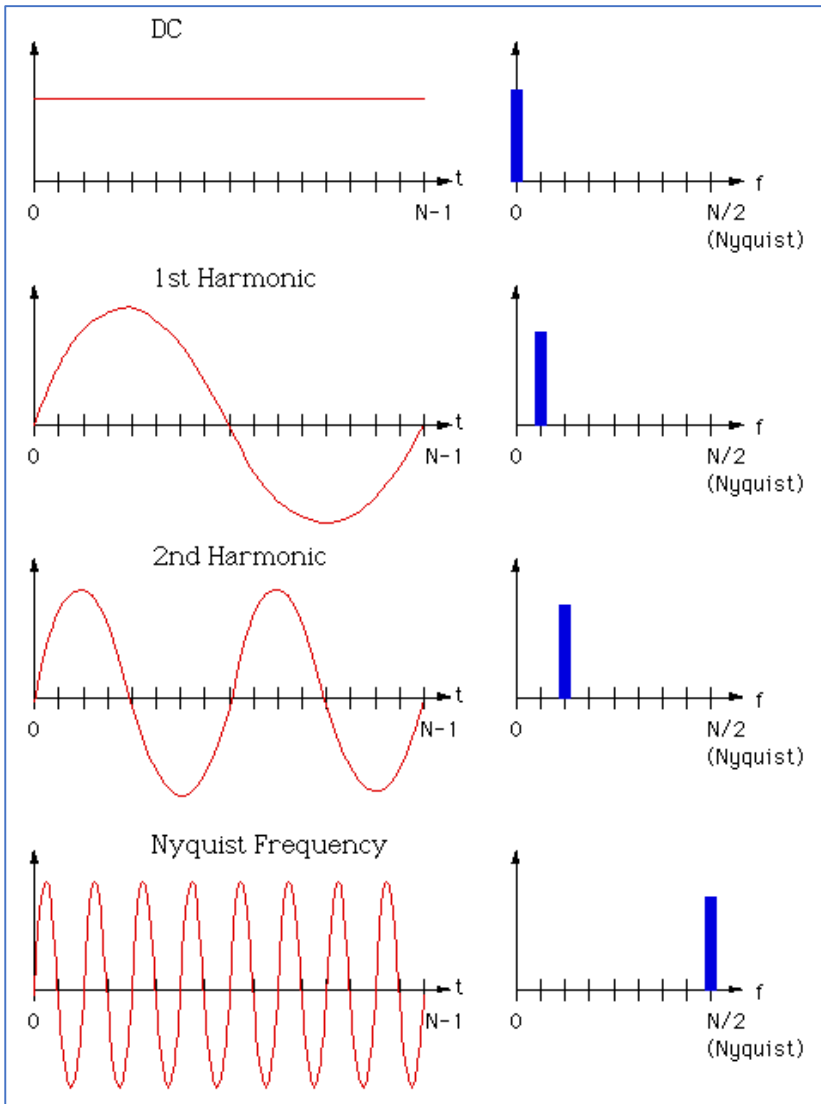 DC
t
f
0
N-1
0
N/2
(Nyquist)
1st Harmonic
t
f
0
N-1
0
N/2
(Nyquist)
2nd Harmonic
t
f
0
N-1
0
N/2
(Nyquist)
Nyquist Frequency
t
f
0
N-1
0
N/2
(Nyquist)